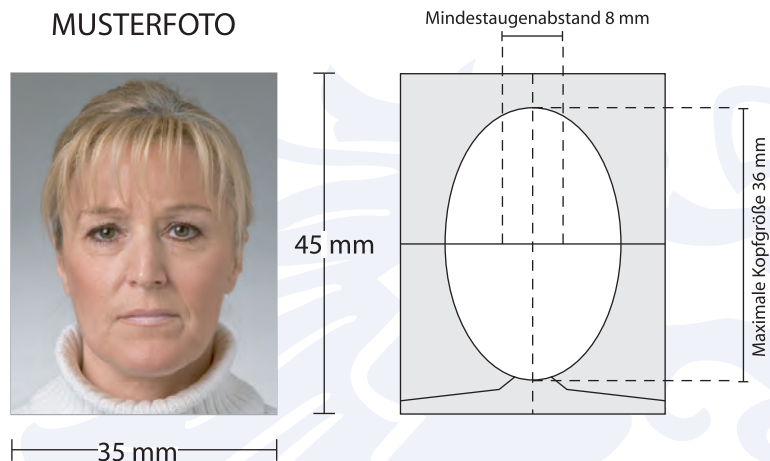 MUSTERFOTO
Mindestaugenabstand 8 mm
45 mm
Maximale Kopfgröße 36 mm
35 mm